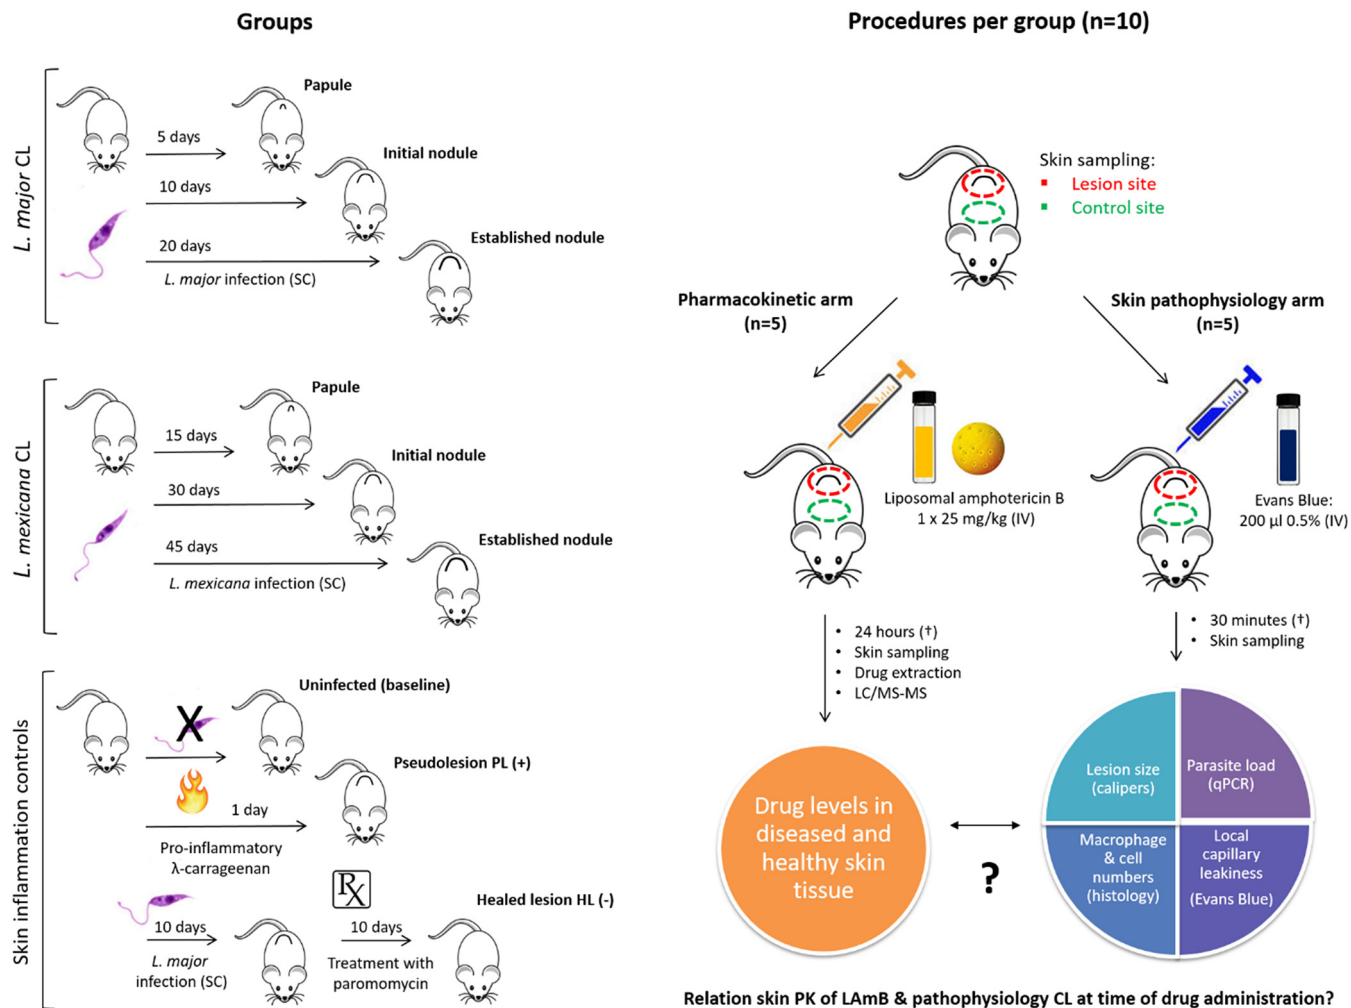 Groups
L. major CL
5 days
Papule
10 days
Initial nodule
20 days
Established nodule
L. major infection (SC)
L. mexicana CL
15 days
Papule
30 days
Initial nodule
45 days
Established nodule
L. mexicana infection (SC)
Skin inflammation controls
Uninfected (baseline)
X
Pseudolesion PL (+)
1 day
Pro-inflammatory
λ-carrageenan
Healed lesion HL (-)
Rx
10 days
L. major
infection (SC)
10 days
Treatment with
paromomycin
Procedures per group (n=10)
Skin sampling:
▪ Lesion site
▪ Control site
Pharmacokinetic arm
(n=5)
Skin pathophysiology arm
(n=5)
Liposomal amphotericin B
1 x 25 mg/kg (IV)
Evans Blue:
200 µl 0.5% (IV)
• 24 hours (†)
• Skin sampling
• Drug extraction
• LC/MS-MS
• 30 minutes (†)
• Skin sampling
Drug levels in
diseased and
healthy skin
tissue
?
Lesion size
(calipers)
Parasite load
(qPCR)
Macrophage
& cell
numbers
(histology)
Local
capillary
leakiness
(Evans Blue)
Relation skin PK of LAmB & pathophysiology CL at time of drug administration?